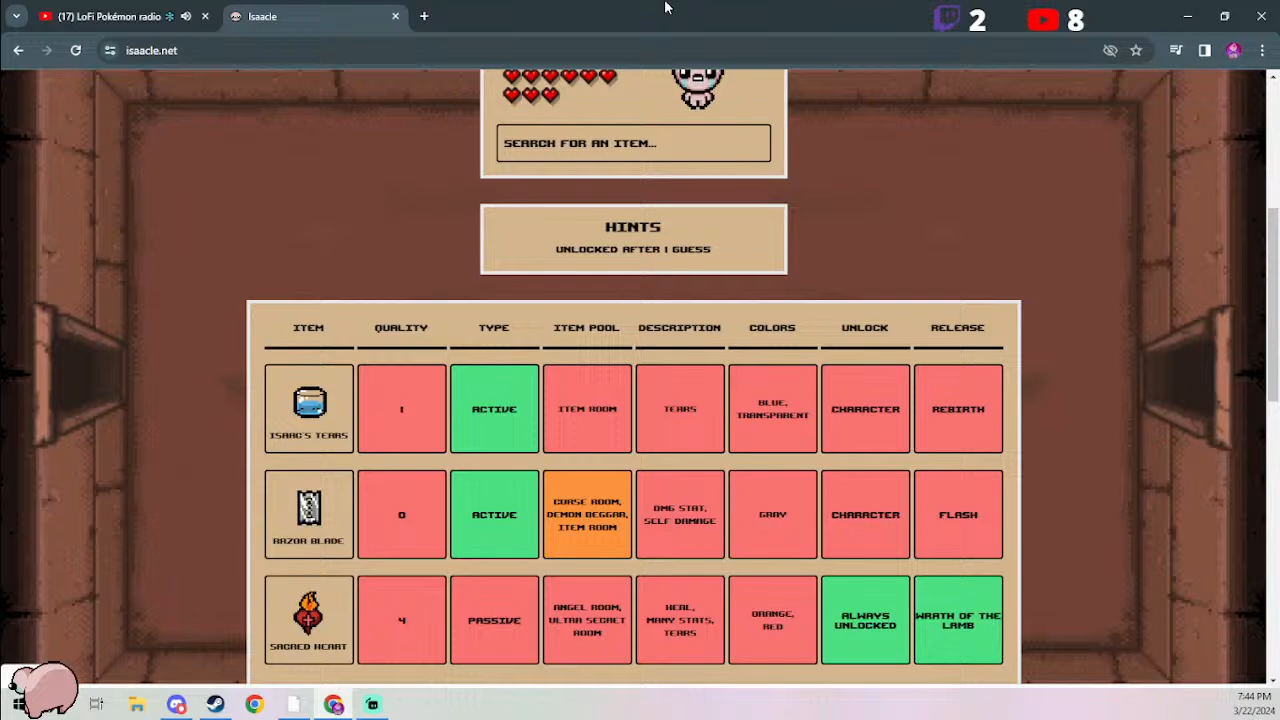 (17) LoFi Pokémon radio
Isaacle
2
8
isaacle.net
SEARCH FOR AN ITEM...
HINTS
UNLOCKED AFTER 1 GUESS
ITEM QUALITY TYPE ITEM POOL DESCRIPTION COLORS UNLOCK RELEASE
ISAAC'S TEARS
1
ACTIVE
ITEM ROOM
TEARS
BLUE,
TRANSPARENT
CHARACTER
REBIRTH
RAZOR BLADE
0
ACTIVE
CURSE ROOM,
DEMON BEGGAR,
ITEM ROOM
DMG STAT,
SELF DAMAGE
GRAY
CHARACTER
FLASH
SACRED HEART
4
PASSIVE
ANGEL ROOM,
ULTRA SECRET
ROOM
HEAL,
MANY STATS,
TEARS
ORANGE,
RED
ALWAYS
UNLOCKED
WRATH OF THE
LAMB
7:44 PM
3/22/2024